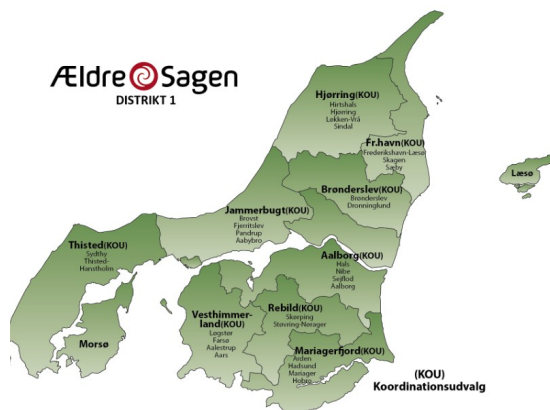 Ældre Sagen
DISTRIKT 1
Hjørring(KOU)
Hirtshals
Hjørring
Løkken-Vrå
Sindal
Fr.havn(KOU)
Frederikshavn-Læsø
Skagen
Sæby
Læsø
Brønderslev(KOU)
Brønderslev
Dronninglund
Jammerbugt(KOU)
Brovst
Fjerritslev
Pandrup
Aabybro
Thisted(KOU)
Sydthy
Thisted-
Hanstholm
Aalborg(KOU)
Hals
Nibe
Sejlflod
Aalborg
Vesthimmer-
land(KOU)
Løgstør
Farsø
Aalestrup
Aars
Rebild(KOU)
Skørping
Støvring-Nørager
Morsø
Mariagerfjord(KOU)
Arden
Hadsund
Mariager
Hobro
(KOU)
Koordinationsudvalg